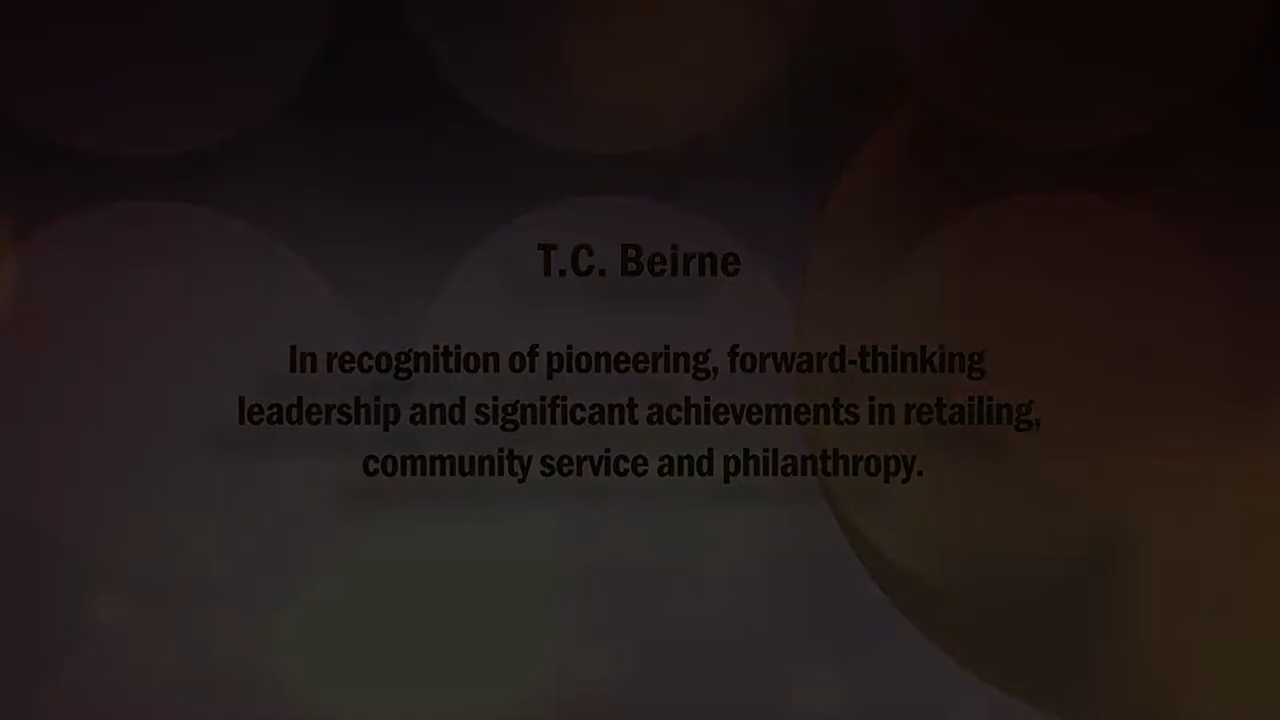 T.C. Beirne
In recognition of pioneering, forward-thinking
leadership and significant achievements in retailing,
community service and philanthropy.